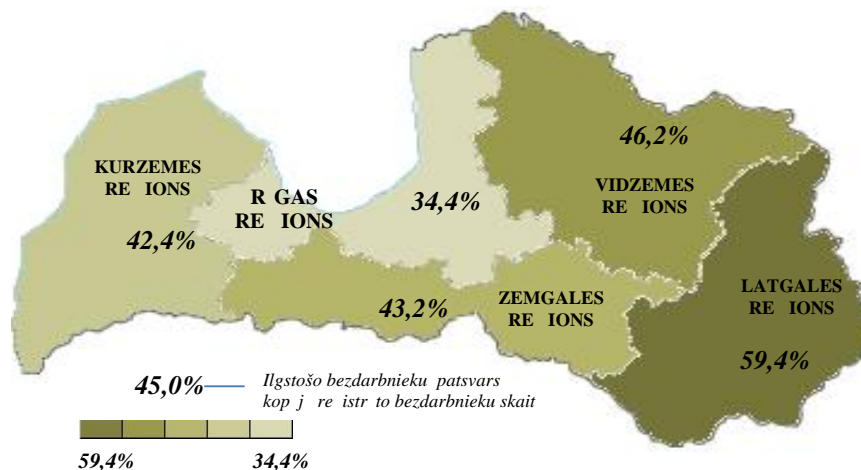 46,2%
KURZEMES
RE IONS
R GAS
RE IONS
34,4%
VIDZEMES
RE IONS
42,4%
LATGALES
RE IONS
43,2%
ZEMGALES
RE IONS
59,4%
45,0%
Ilgstošo bezdarbnieku patsvars
kop j re istr to bezdarbnieku skait
59,4% 34,4%